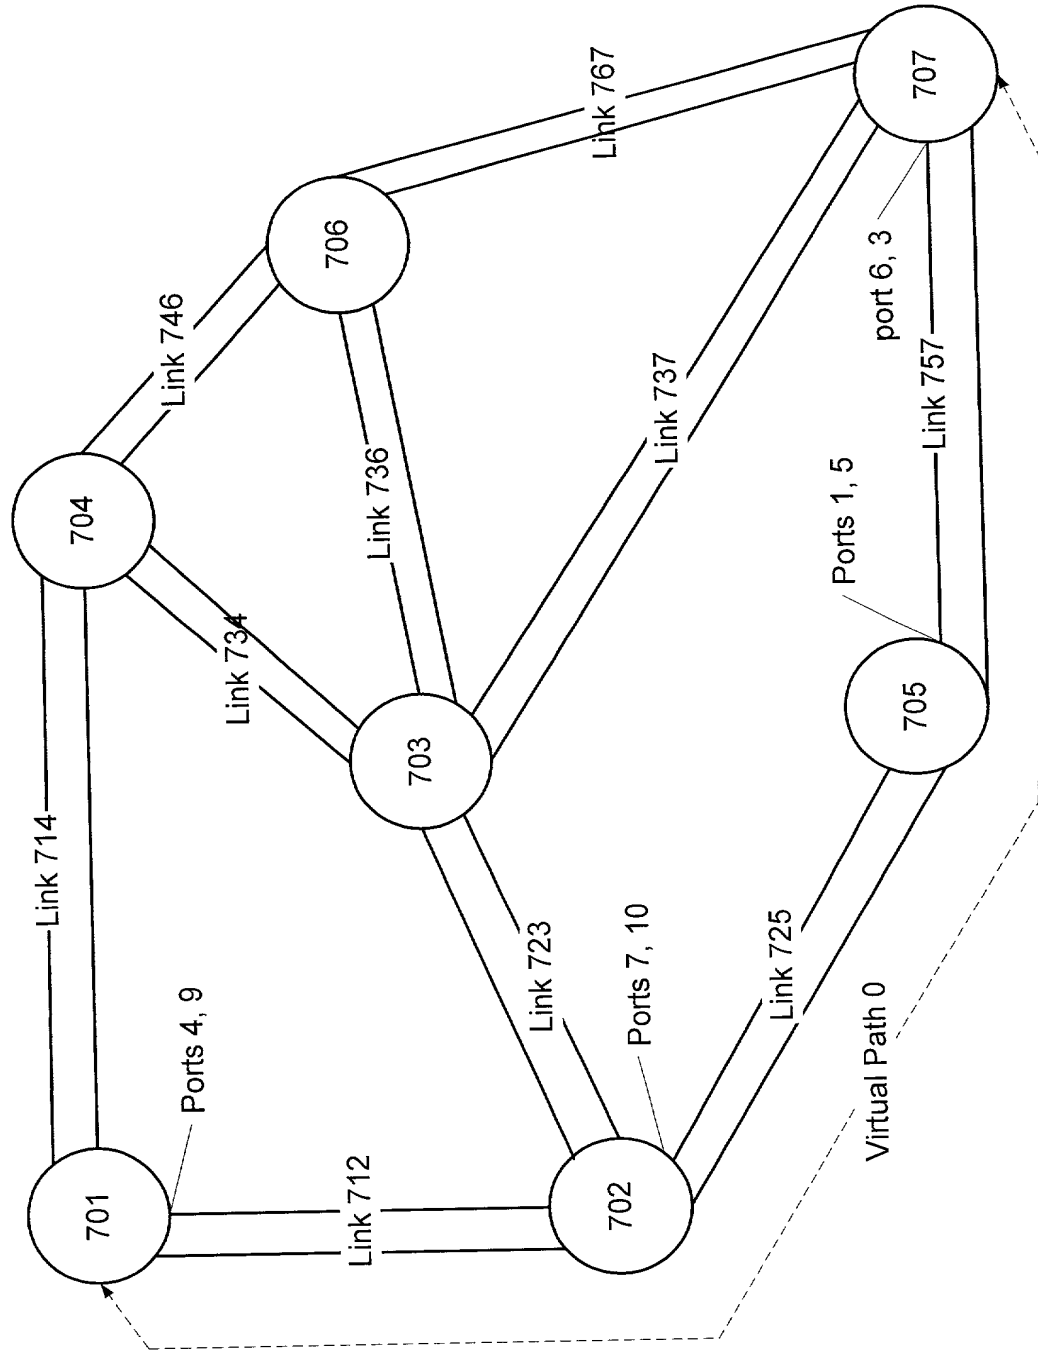 701
Link 714
704
Ports 4, 9
Link 712
Link 734
Link 746
706
Link 736
703
Link 767
702
Link 723
Ports 7, 10
Link 737
Link 725
Virtual Path 0
705
Ports 1, 5
Link 757
port 6, 3
707